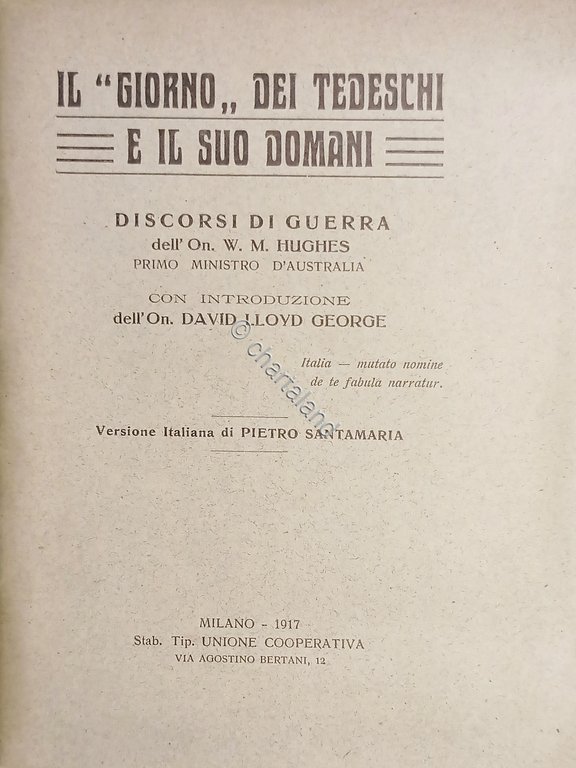 IL "GIORNO„ DEI TEDESCHI
E IL SUO DOMANI
DISCORSI DI GUERRA
dell'On. W. M. HUGHES
PRIMO MINISTRO D'AUSTRALIA
CON INTRODUZIONE
dell'On. DAVID LLOYD GEORGE
Italia — mutato nomine
de te fabula narratur.
Versione Italiana di PIETRO SANTAMARIA
MILANO - 1917
Stab. Tip. UNIONE COOPERATIVA
VIA AGOSTINO BERTANI, 12
© chartaland